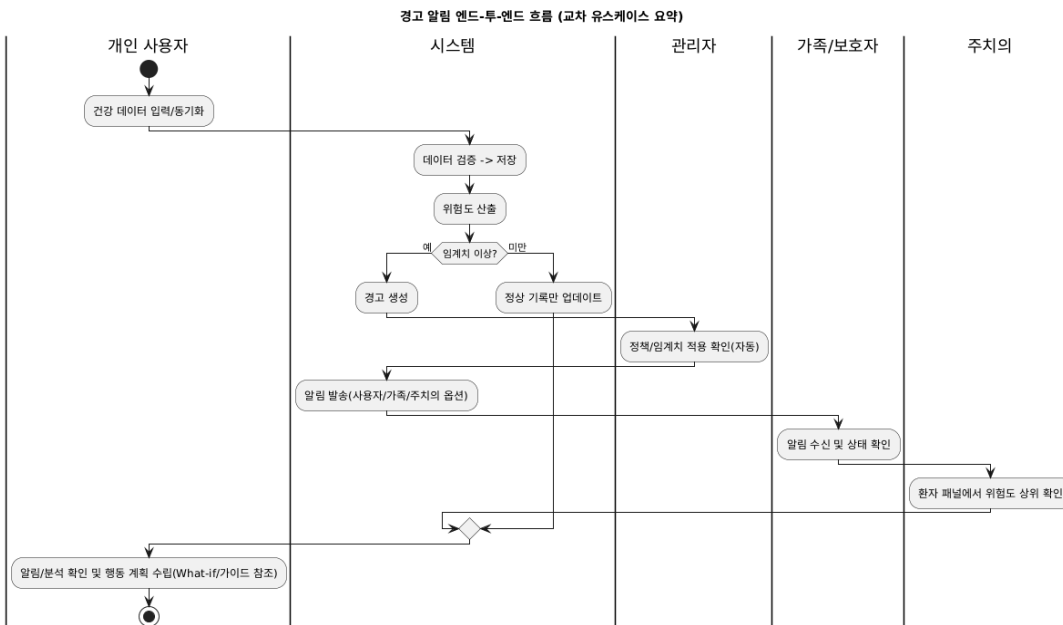 경고 알림 엔드-투-엔드 흐름 (교차 유스케이스 요약)
개인 사용자
시스템
관리자
가족/보호자
주치의
건강 데이터 입력/동기화
데이터 검증 -> 저장
위험도 산출
예
임계치 이상?
미만
경고 생성
정상 기록만 업데이트
정책/임계치 적용 확인(자동)
알림 발송(사용자/가족/주치의 옵션)
알림 수신 및 상태 확인
환자 패널에서 위험도 상위 확인
알림/분석 확인 및 행동 계획 수립(What-if/가이드 참조)